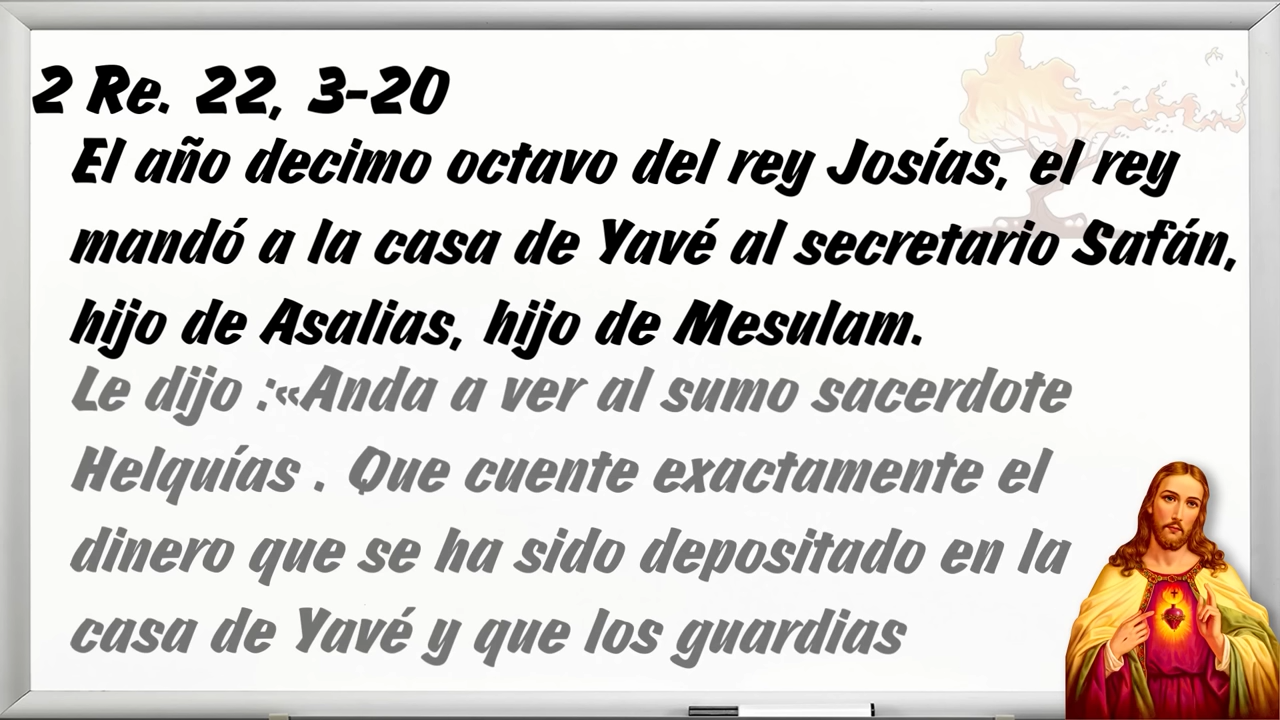 2 Re. 22, 3-20
El año decimo octavo del rey Josías, el rey
mandó a la casa de Yavé al secretario Safán,
hijo de Asalias, hijo de Mesulam.
Le dijo :«Anda a ver al sumo sacerdote
Helquías . Que cuente exactamente el
dinero que se ha sido depositado en la
casa de Yavé y que los guardias